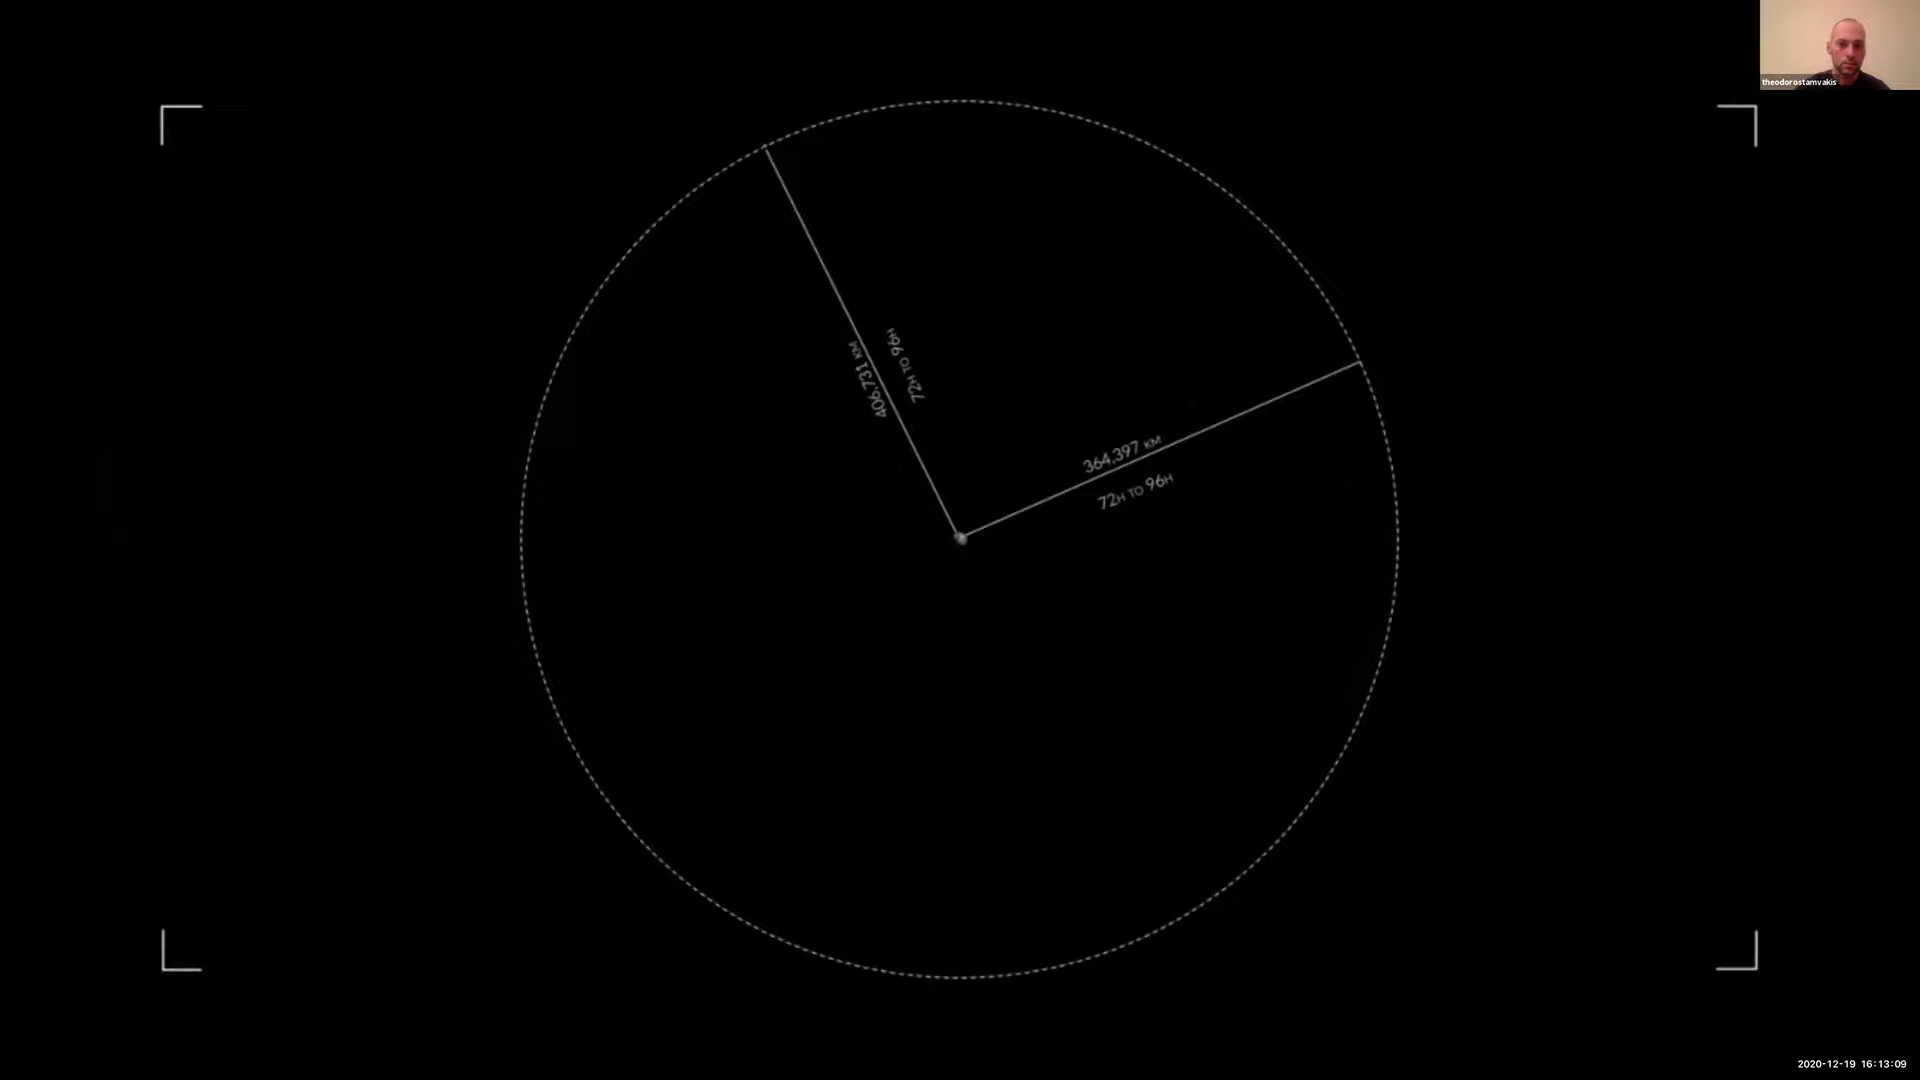 theodorostamvakis
72H TO 96H
406,731 KM
364,397 KM
72H TO 96H
2020-12-19 16:13:09